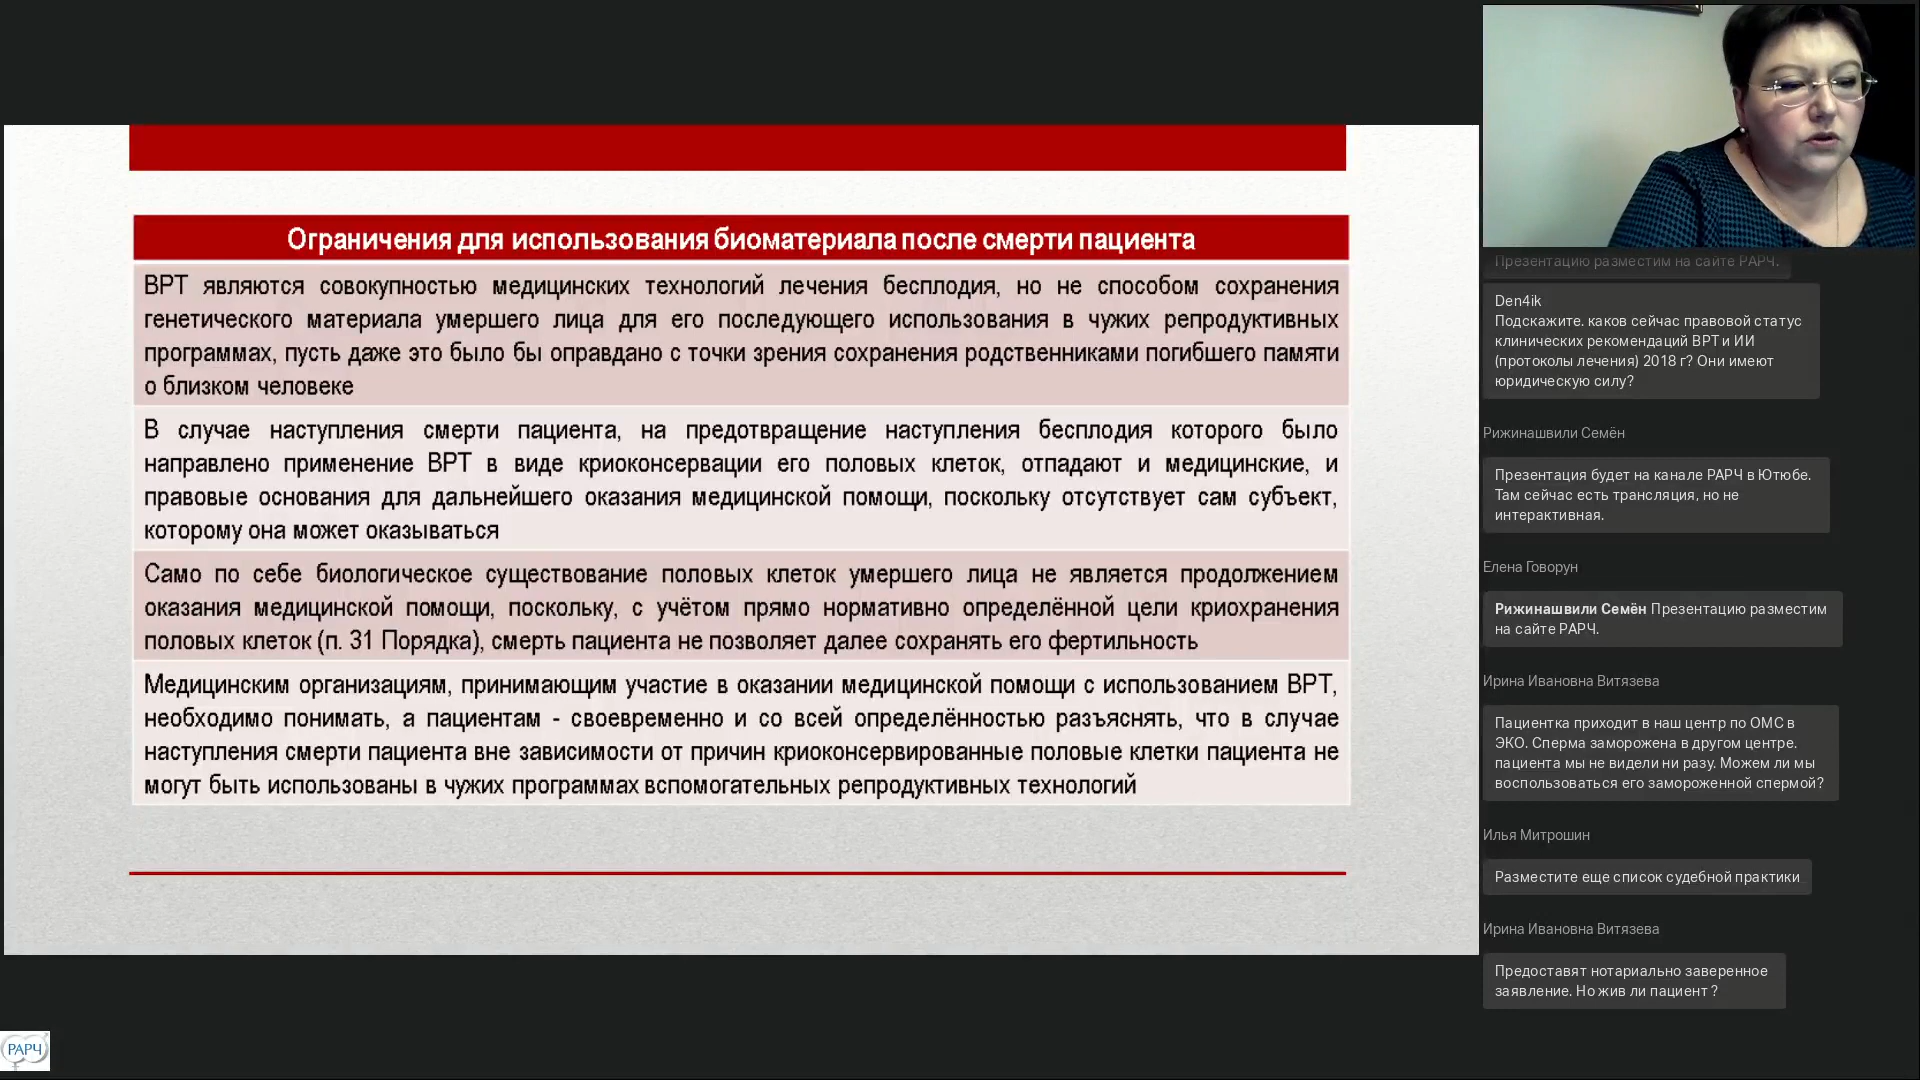 Ограничения для использования биоматериала после смерти пациента
ВРТ являются совокупностью медицинских технологий лечения бесплодия, но не способом сохранения
генетического материала умершего лица для его последующего использования в чужих репродуктивных
программах, пусть даже это было бы оправдано с точки зрения сохранения родственниками погибшего памяти
о близком человеке
В случае наступления смерти пациента, на предотвращение наступления бесплодия которого было
направлено применение ВРТ в виде криоконсервации его половых клеток, отпадают и медицинские, и
правовые основания для дальнейшего оказания медицинской помощи, поскольку отсутствует сам субъект,
которому она может оказываться
Само по себе биологическое существование половых клеток умершего лица не является продолжением
оказания медицинской помощи, поскольку, с учётом прямо нормативно определённой цели криохранения
половых клеток (п. 31 Порядка), смерть пациента не позволяет далее сохранять его фертильность
Медицинским организациям, принимающим участие в оказании медицинской помощи с использованием ВРТ,
необходимо понимать, а пациентам - своевременно и со всей определённостью разъяснять, что в случае
наступления смерти пациента вне зависимости от причин криоконсервированные половые клетки пациента не
могут быть использованы в чужих программах вспомогательных репродуктивных технологий
РАРЧ
Презентацию разместим на сайте РАРЧ.
Den4ik
Подскажите. каков сейчас правовой статус
клинических рекомендаций ВРТ и ИИ
(протоколы лечения) 2018 г? Они имеют
юридическую силу?
Рижинашвили Семён
Презентация будет на канале РАРЧ в Ютюбе.
Там сейчас есть трансляция, но не
интерактивная.
Елена Говорун
Рижинашвили Семён Презентацию разместим
на сайте РАРЧ.
Ирина Ивановна Витязева
Пациентка приходит в наш центр по ОМС в
ЭКО. Сперма заморожена в другом центре.
пациента мы не видели ни разу. Можем ли мы
воспользоваться его замороженной спермой?
Илья Митрошин
Разместите еще список судебной практики
Ирина Ивановна Витязева
Предоставят нотариально заверенное
заявление. Но жив ли пациент ?